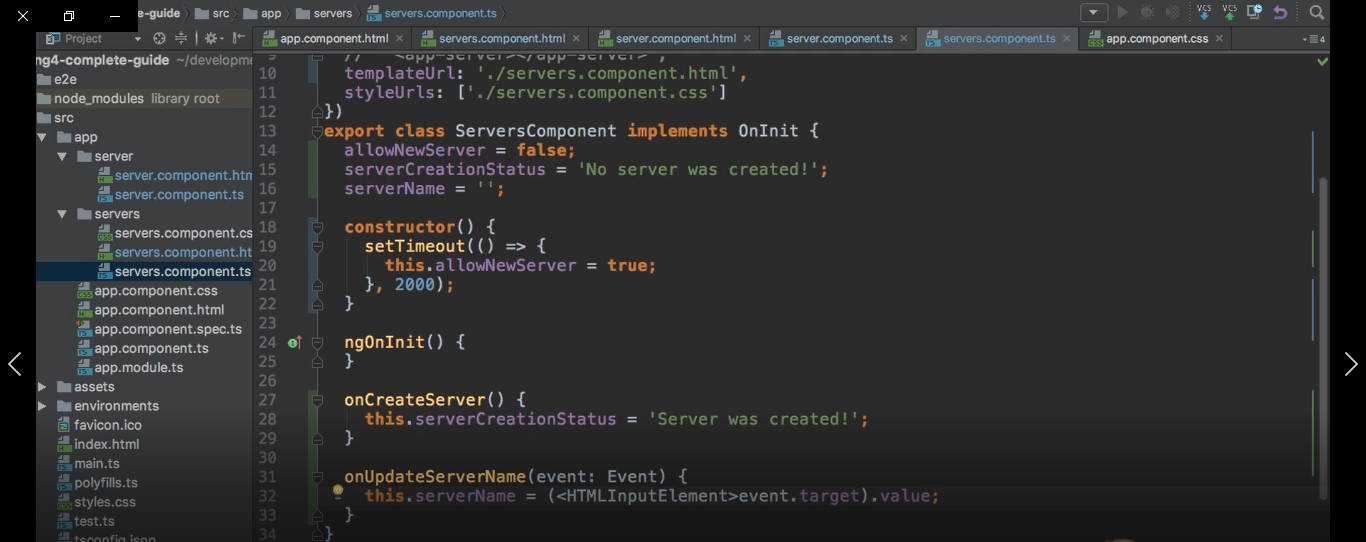 e-guide src app servers servers.component.ts
Project
app.component.html servers.component.html server.component.html server.component.ts servers.component.ts app.component.css
VCS VCS
4
ng4-complete-guide ~/developme
e2e
node_modules library root
src
app
server
server.component.htm
server.component.ts
servers
servers.component.cs
servers.component.ht
servers.component.ts
app.component.css
app.component.html
app.component.spec.ts
app.component.ts
app.module.ts
assets
environments
favicon.ico
index.html
main.ts
polyfills.ts
styles.css
test.ts
tsconfig.json
9 // <app-server></app-server>`,
10 templateUrl: './servers.component.html',
11 styleUrls: ['./servers.component.css']
12 })
13 export class ServersComponent implements OnInit {
14 allowNewServer = false;
15 serverCreationStatus = 'No server was created!';
16 serverName = '';
17
18 constructor() {
19 setTimeout(() => {
20 this.allowNewServer = true;
21 }, 2000);
22 }
23
24 ngOnInit() {
25 }
26
27 onCreateServer() {
28 this.serverCreationStatus = 'Server was created!';
29 }
30
31 onUpdateServerName(event: Event) {
32 this.serverName = (<HTMLInputElement>event.target).value;
33 }
34 }